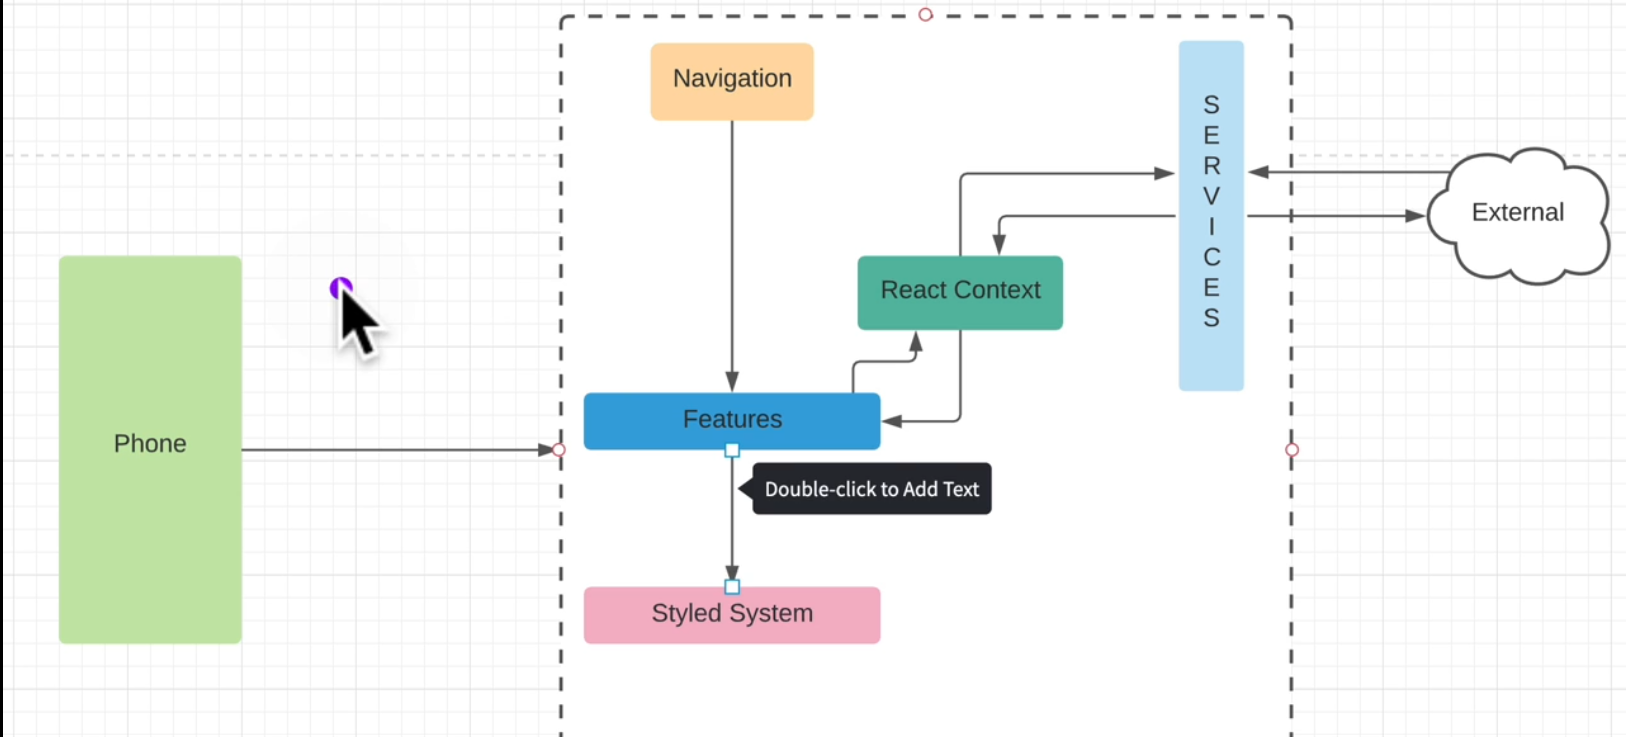 Navigation
S
E
R
V
I
C
E
S
External
React Context
Features
Phone
Double-click to Add Text
Styled System